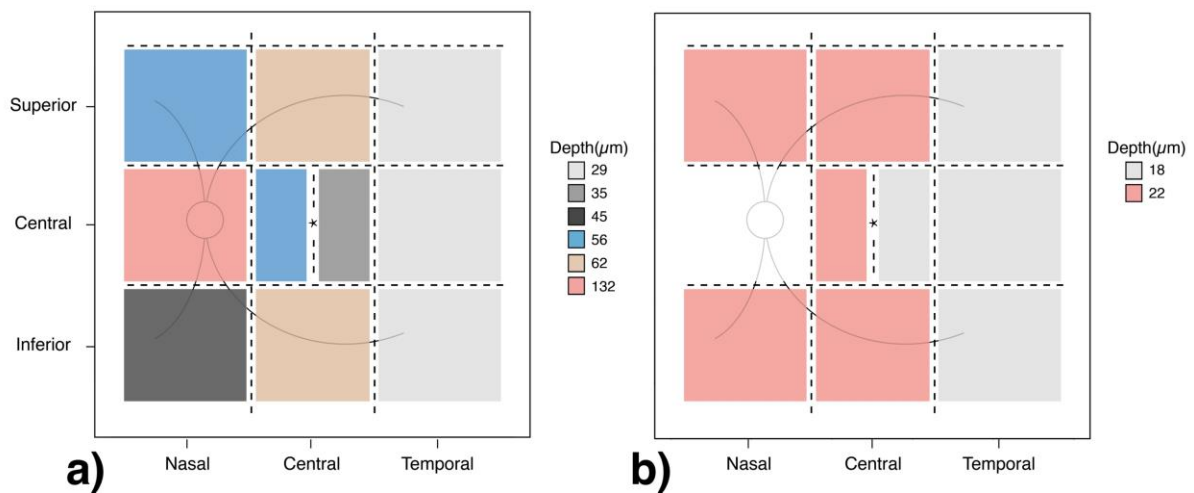 Superior
Central
Inferior
Nasal
Central
Temporal
a)
Depth(μm)
29
35
45
56
62
132
*
Nasal
Central
Temporal
b)
Depth(μm)
18
22
*